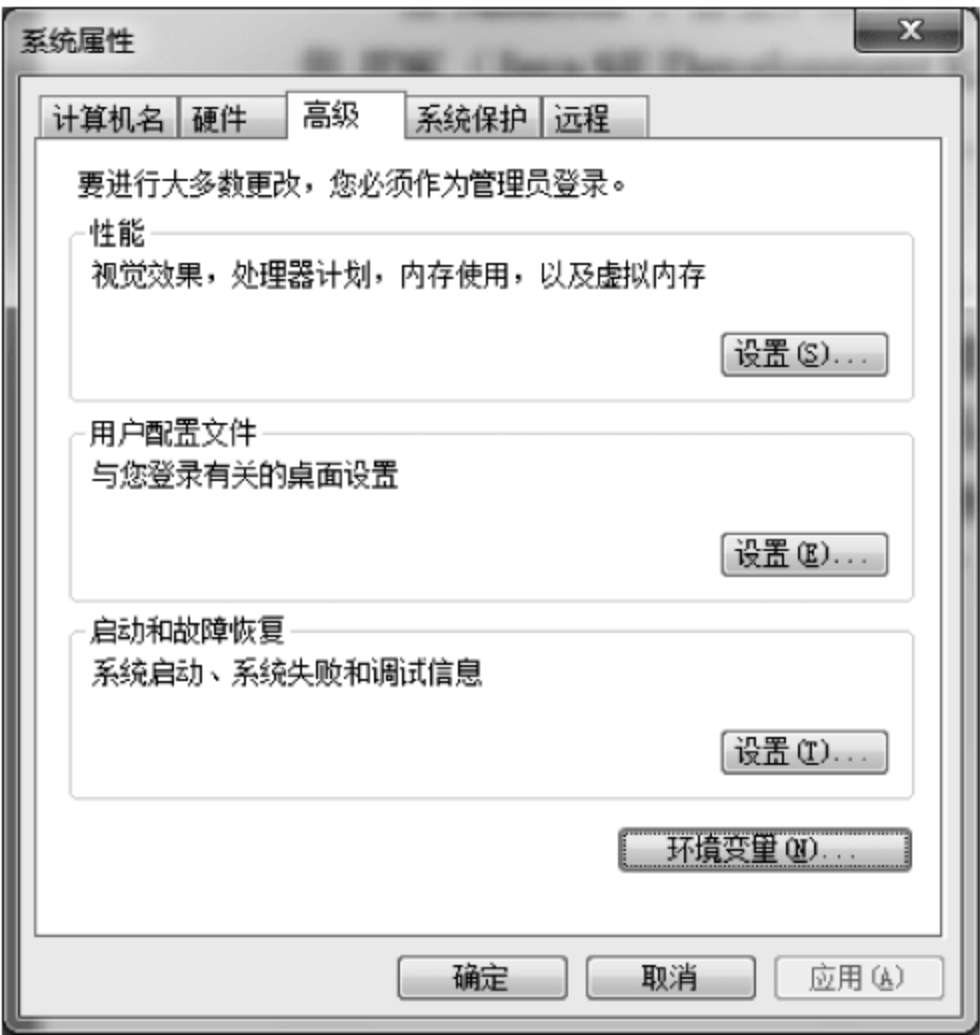 系统属性
计算机名 硬件 高级 系统保护 远程
要进行大多数更改，您必须作为管理员登录。
性能
视觉效果，处理器计划，内存使用，以及虚拟内存
设置(S)...
用户配置文件
与您登录有关的桌面设置
设置(E)...
启动和故障恢复
系统启动、系统失败和调试信息
设置(T)...
环境变量(N)...
确定 取消 应用(A)